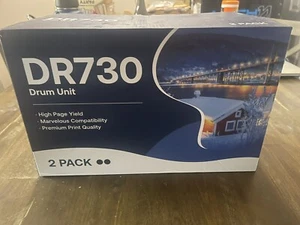 DR730
Drum Unit
· High Page Yield
· Marvelous Compatibility
· Premium Print Quality
2 PACK